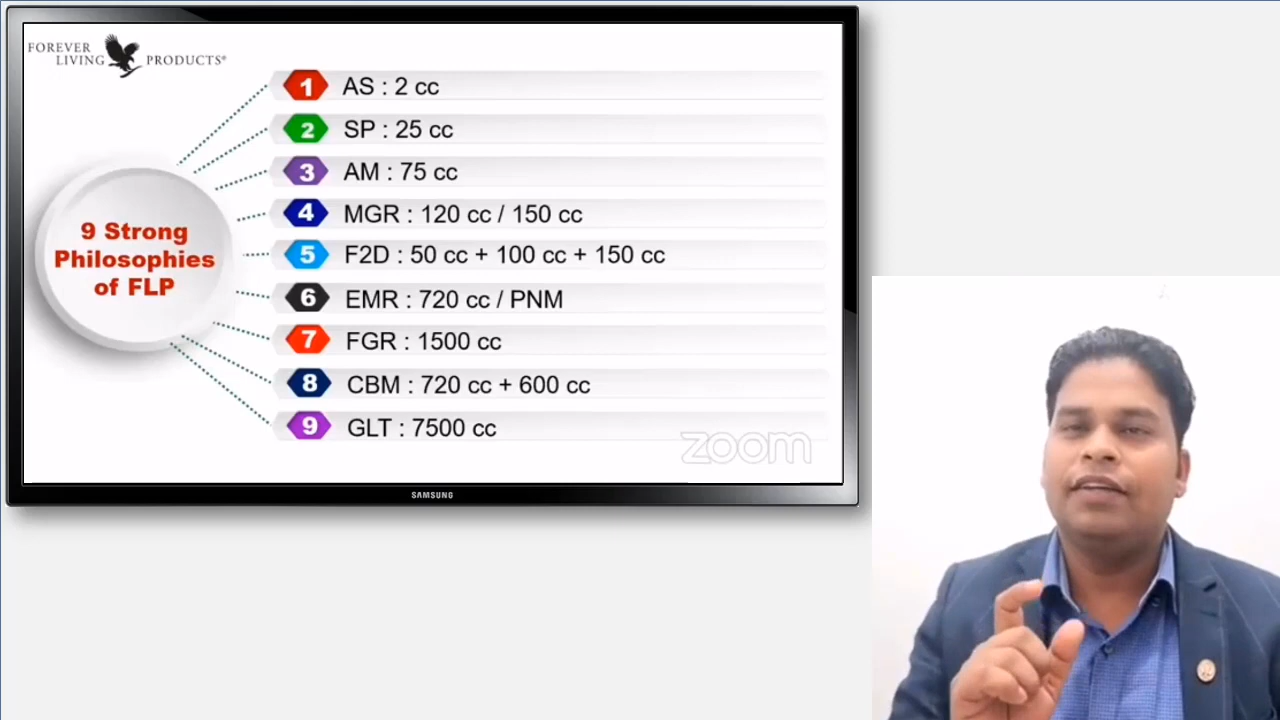 FOREVER
LIVING PRODUCTS®
9 Strong
Philosophies
of FLP
1 AS : 2 cc
2 SP : 25 cc
3 AM : 75 cc
4 MGR : 120 cc / 150 cc
5 F2D : 50 cc + 100 cc + 150 cc
6 EMR : 720 cc / PNM
7 FGR : 1500 cc
8 CBM : 720 cc + 600 cc
9 GLT : 7500 cc
zoom
SAMSUNG